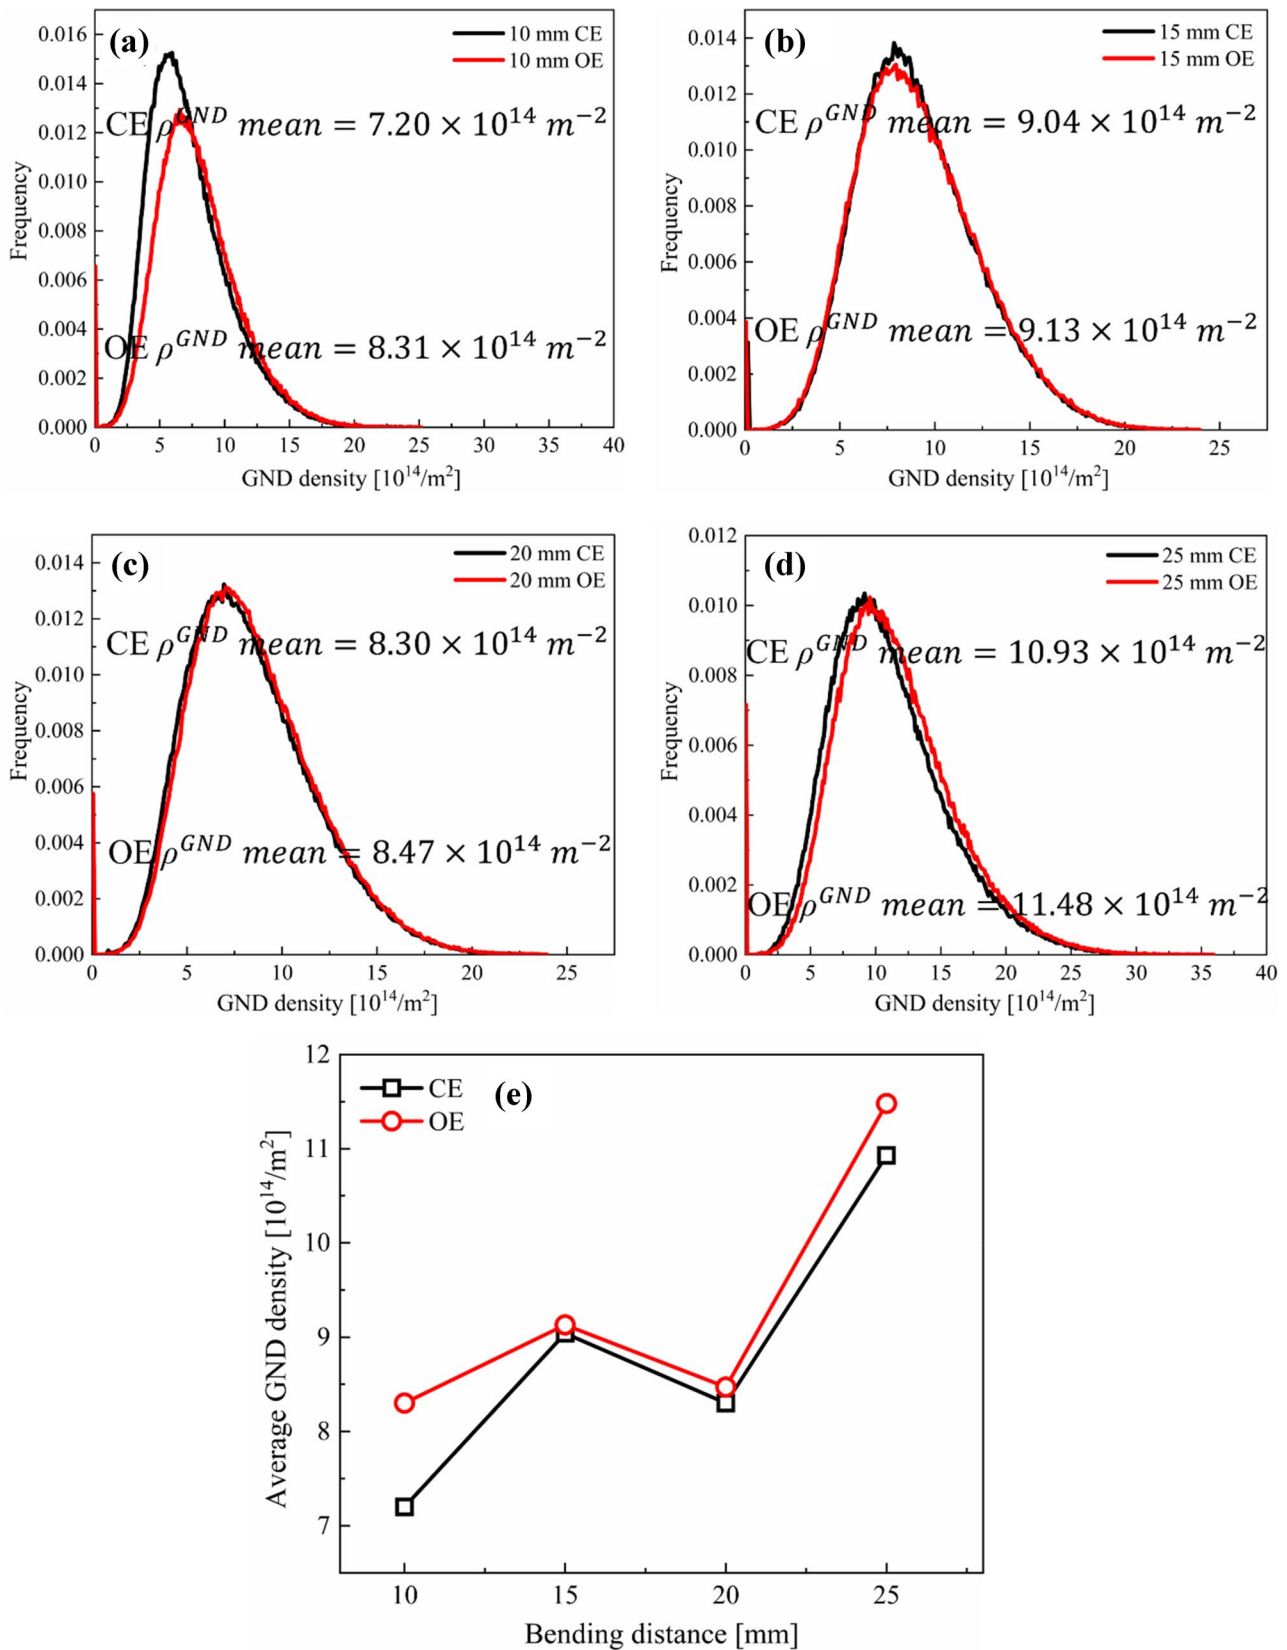 (a)
10 mm CE
10 mm OE
CE ρ^GND mean = 7.20 × 10^14 m^−2
OE ρ^GND mean = 8.31 × 10^14 m^−2
Frequency
0.016
0.014
0.012
0.010
0.008
0.006
0.004
0.002
0.000
0 5 10 15 20 25 30 35 40
GND density [10^14/m^2]
(b)
15 mm CE
15 mm OE
CE ρ^GND mean = 9.04 × 10^14 m^−2
OE ρ^GND mean = 9.13 × 10^14 m^−2
Frequency
0.014
0.012
0.010
0.008
0.006
0.004
0.002
0.000
0 5 10 15 20 25
GND density [10^14/m^2]
(c)
20 mm CE
20 mm OE
CE ρ^GND mean = 8.30 × 10^14 m^−2
OE ρ^GND mean = 8.47 × 10^14 m^−2
Frequency
0.014
0.012
0.010
0.008
0.006
0.004
0.002
0.000
0 5 10 15 20 25
GND density [10^14/m^2]
(d)
25 mm CE
25 mm OE
CE ρ^GND mean = 10.93 × 10^14 m^−2
OE ρ^GND mean = 11.48 × 10^14 m^−2
Frequency
0.012
0.010
0.008
0.006
0.004
0.002
0.000
0 5 10 15 20 25 30 35 40
GND density [10^14/m^2]
(e)
CE
OE
Average GND density [10^14/m^2]
12
11
10
9
8
7
10 15 20 25
Bending distance [mm]